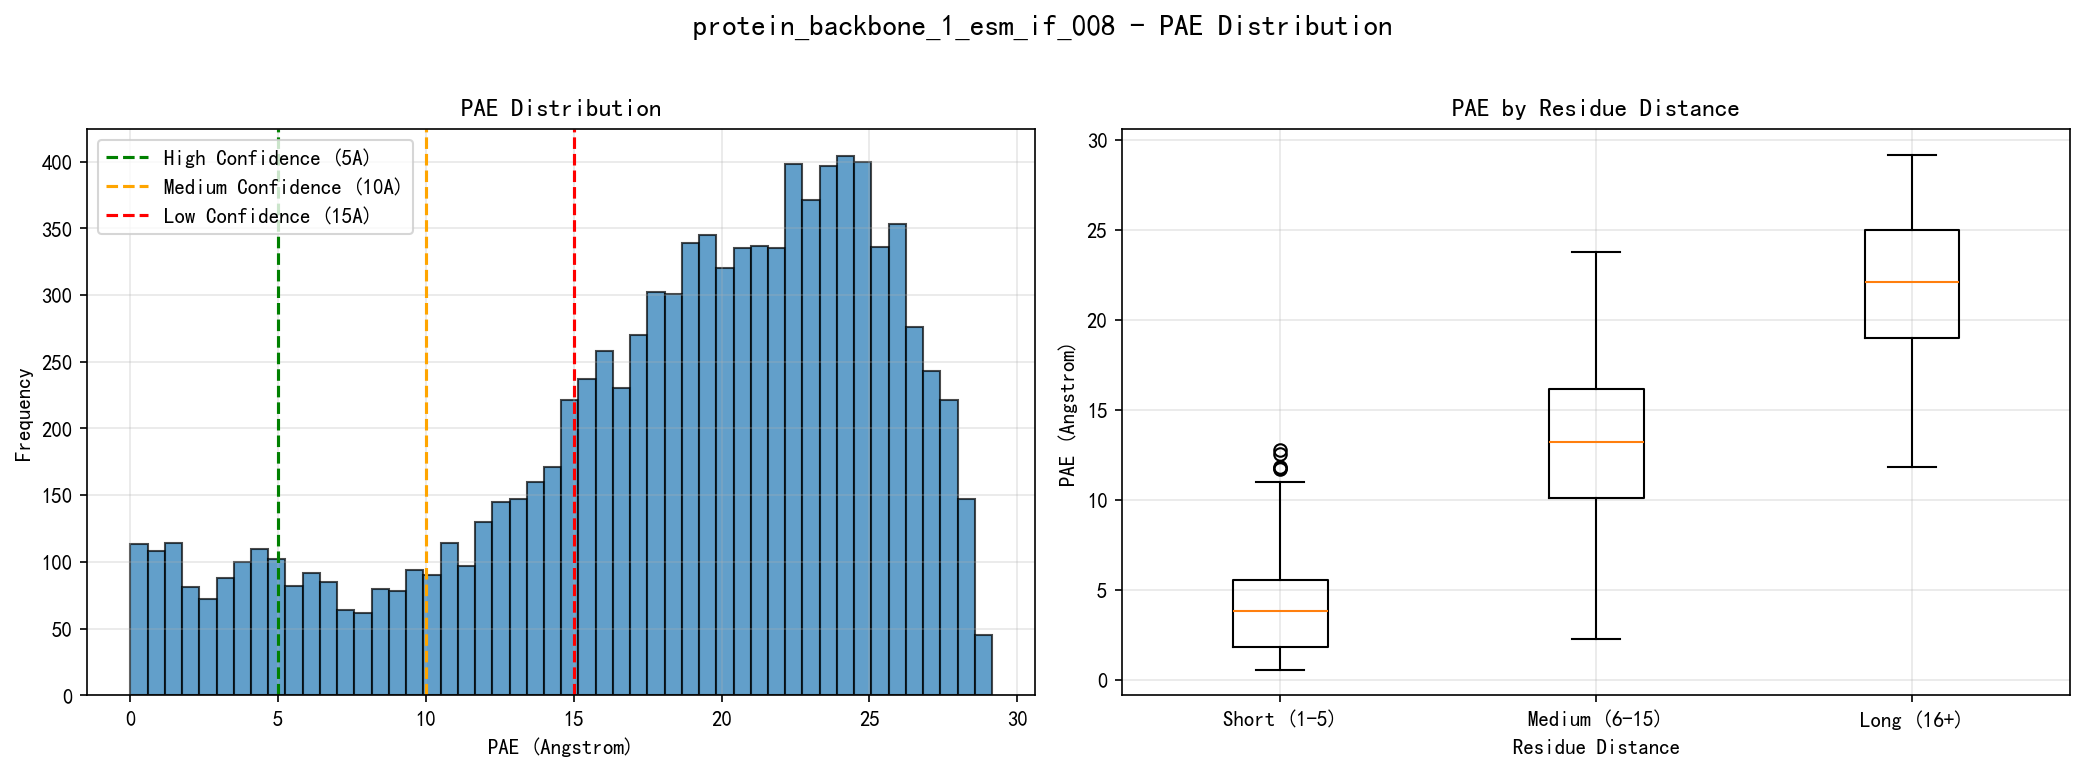 protein_backbone_1_esm_if_008 - PAE Distribution
PAE Distribution
High Confidence (5A)
Medium Confidence (10A)
Low Confidence (15A)
400
350
300
250
200
150
100
50
0
Frequency
0 5 10 15 20 25 30
PAE (Angstrom)
PAE by Residue Distance
30
25
20
15
10
5
0
PAE (Angstrom)
Short (1-5) Medium (6-15) Long (16+)
Residue Distance